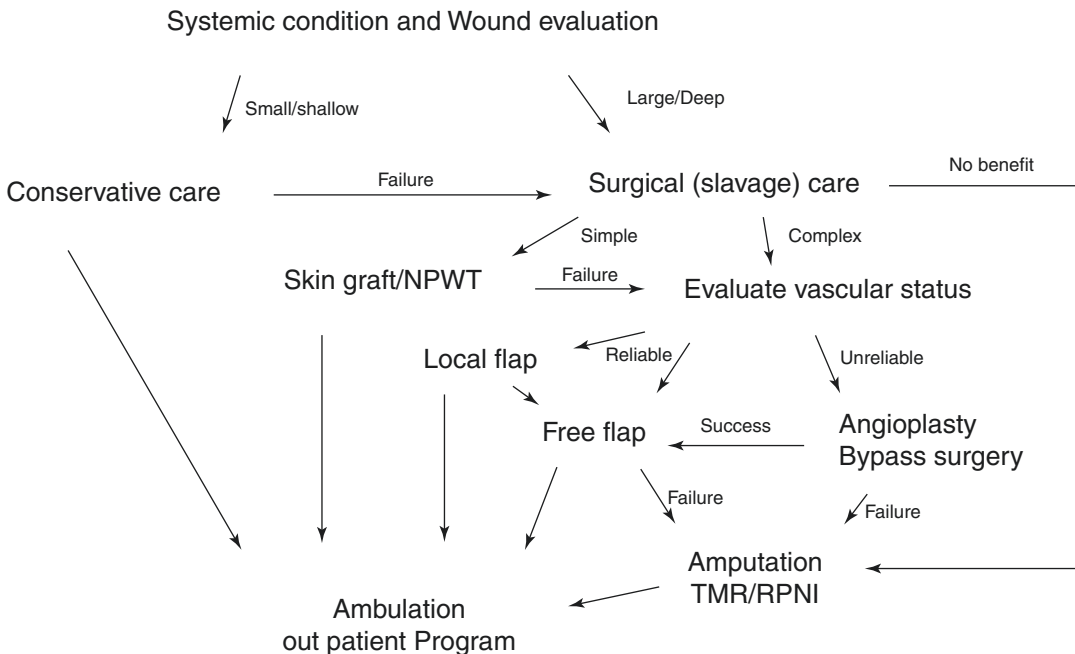 Systemic condition and Wound evaluation
Small/shallow
Large/Deep
Conservative care
Failure
Surgical (slavage) care
No benefit
Simple
Complex
Skin graft/NPWT
Failure
Evaluate vascular status
Local flap
Reliable
Unreliable
Free flap
Success
Angioplasty
Bypass surgery
Failure
Failure
Amputation
TMR/RPNI
Ambulation
out patient Program